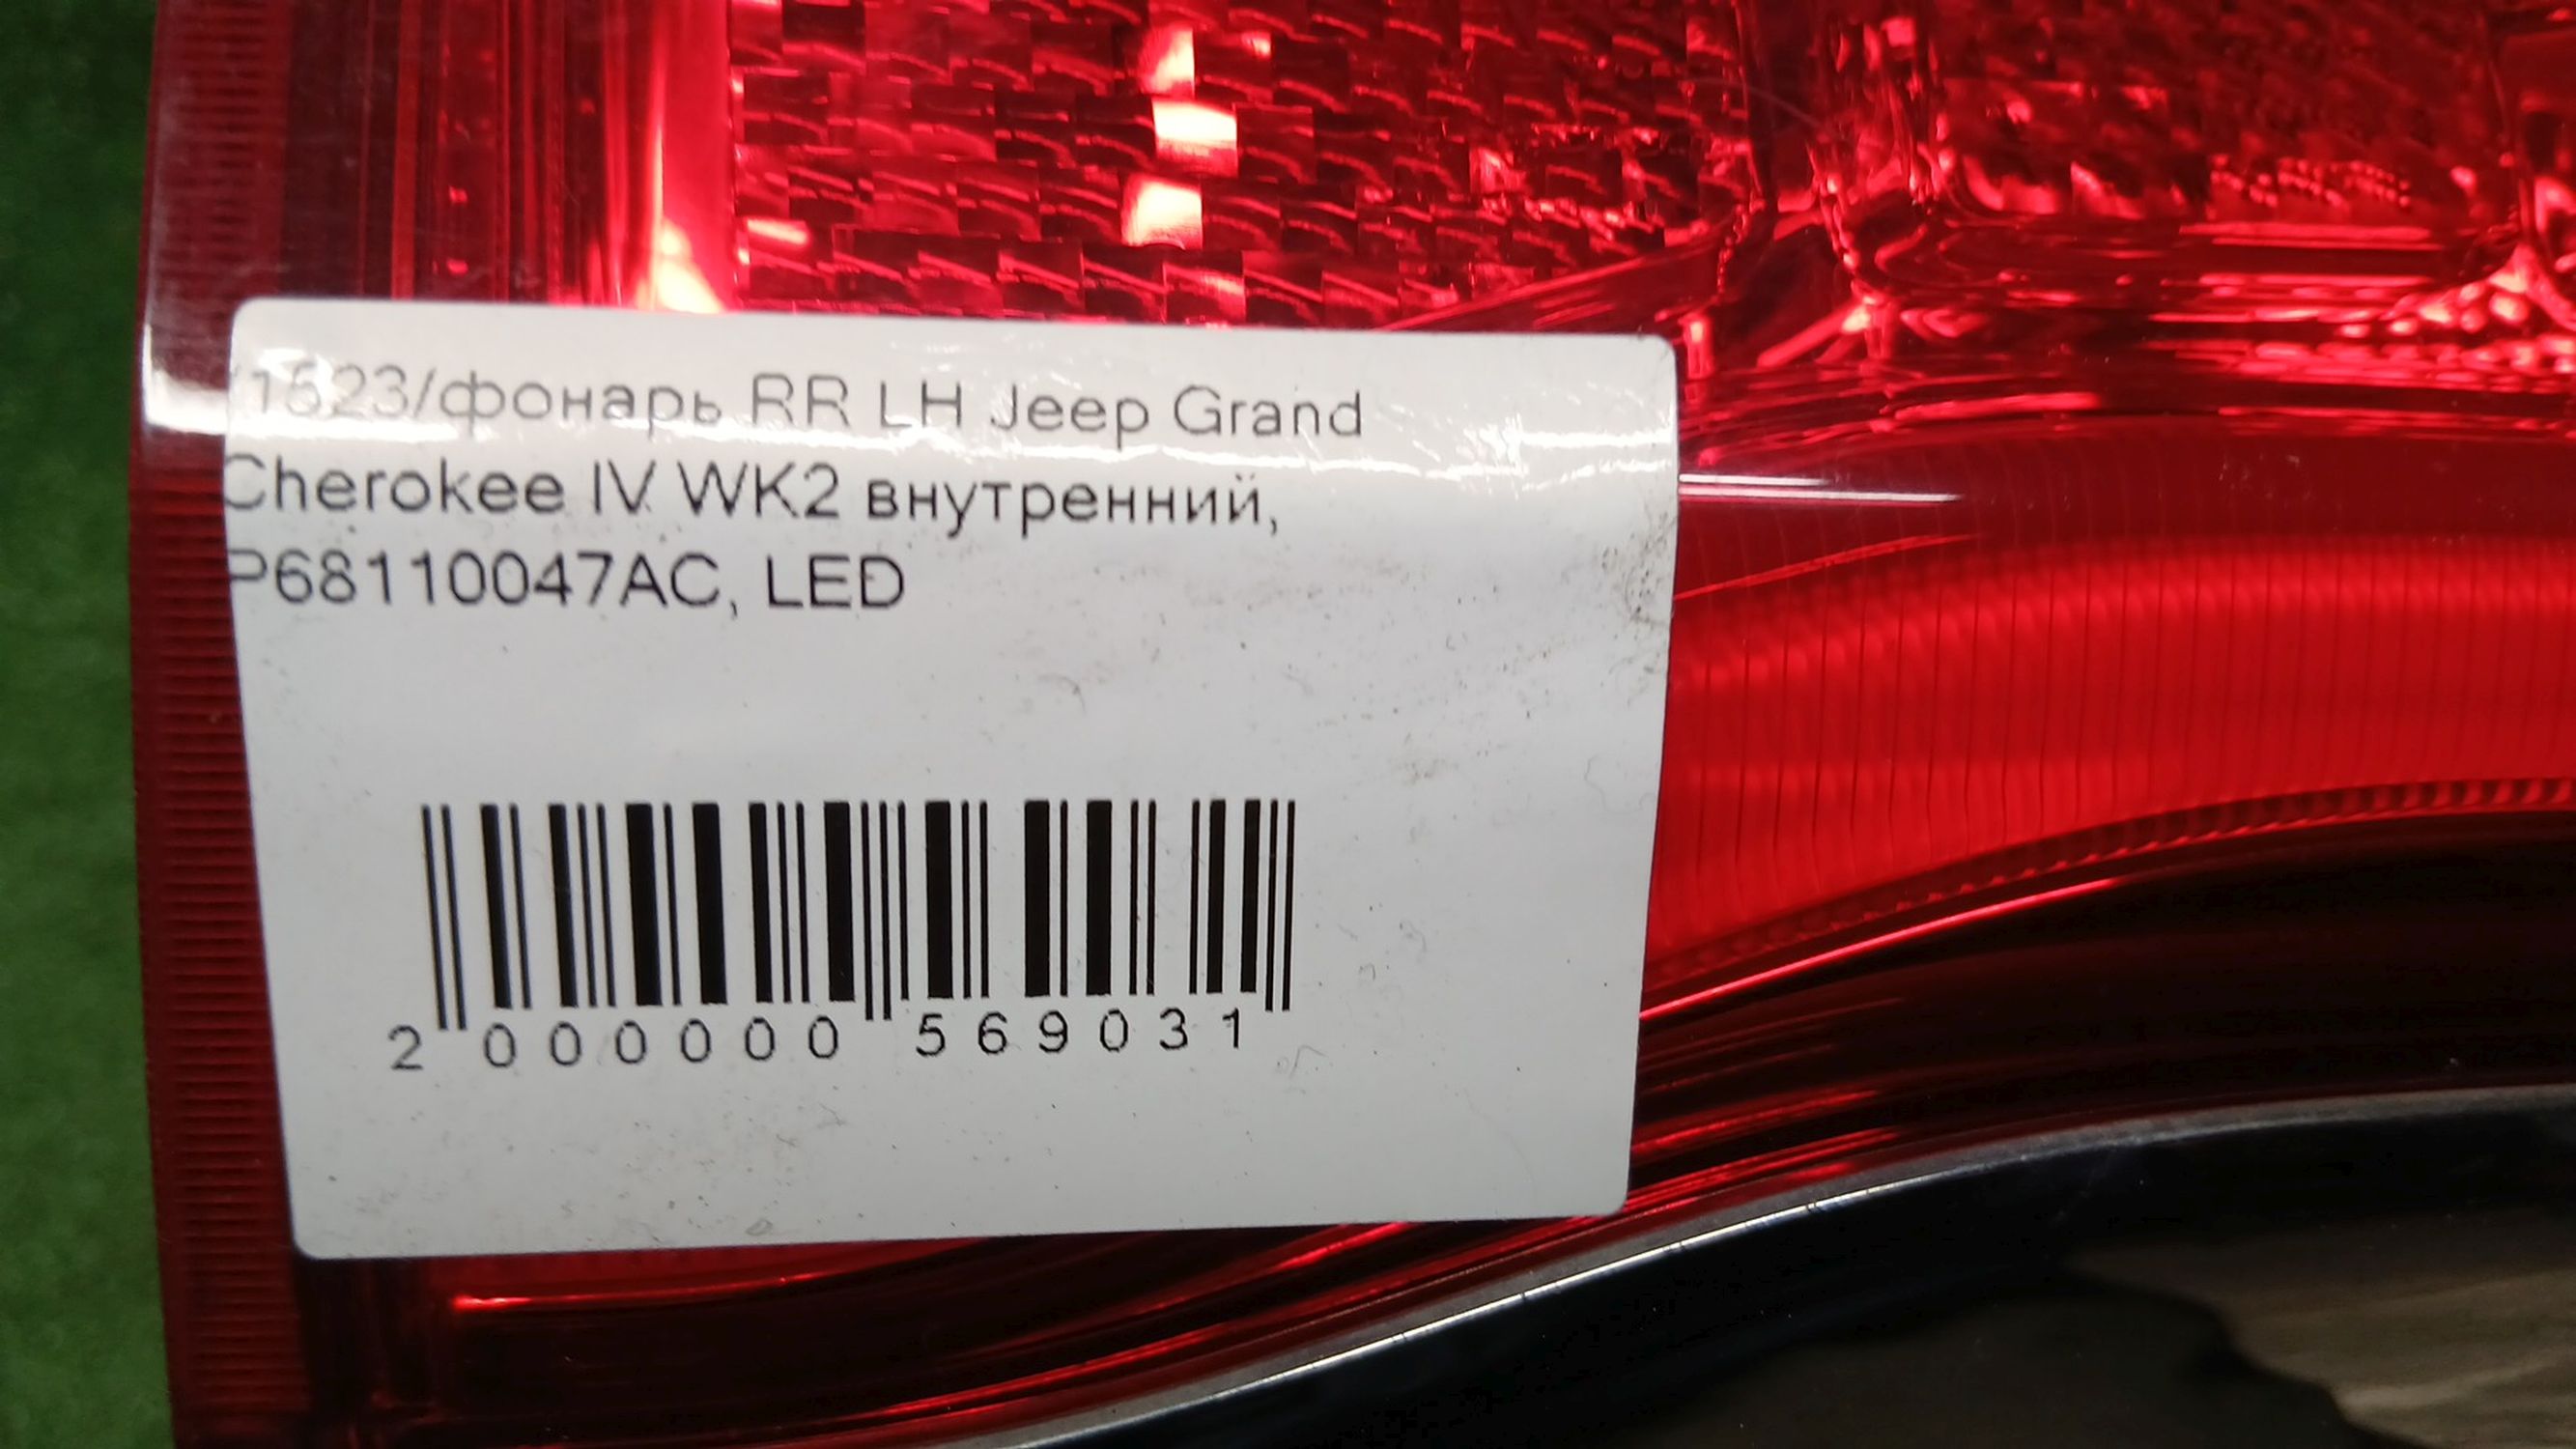 1523/фонарь RR LH Jeep Grand
Cherokee IV WK2 внутренний,
P68110047AC, LED
2 000000 569031